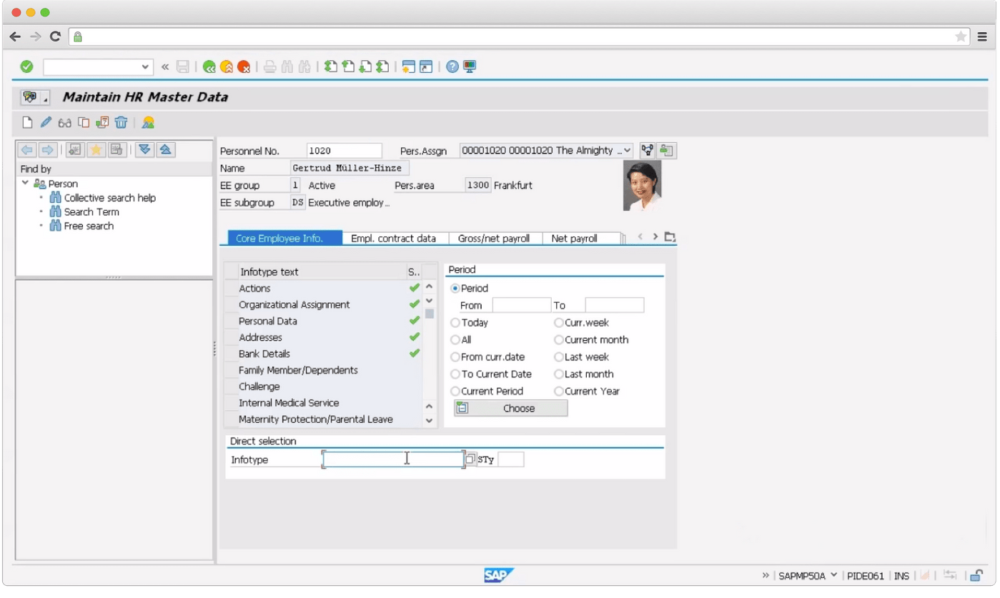 Maintain HR Master Data
Find by
Person
Collective search help
Search Term
Free search
Personnel No. 1020 Pers.Assgn 00001020 00001020 The Almighty ...
Name Gertrud Müller-Hinze
EE group 1 Active Pers.area 1300 Frankfurt
EE subgroup DS Executive employ...
Core Employee Info. Empl. contract data Gross/net payroll Net payroll
Infotype text S..
Actions
Organizational Assignment
Personal Data
Addresses
Bank Details
Family Member/Dependents
Challenge
Internal Medical Service
Maternity Protection/Parental Leave
Period
Period
From To
Today Curr.week
All Current month
From curr.date Last week
To Current Date Last month
Current Period Current Year
Choose
Direct selection
Infotype STy
SAP SAPMP50A PIDE061 INS